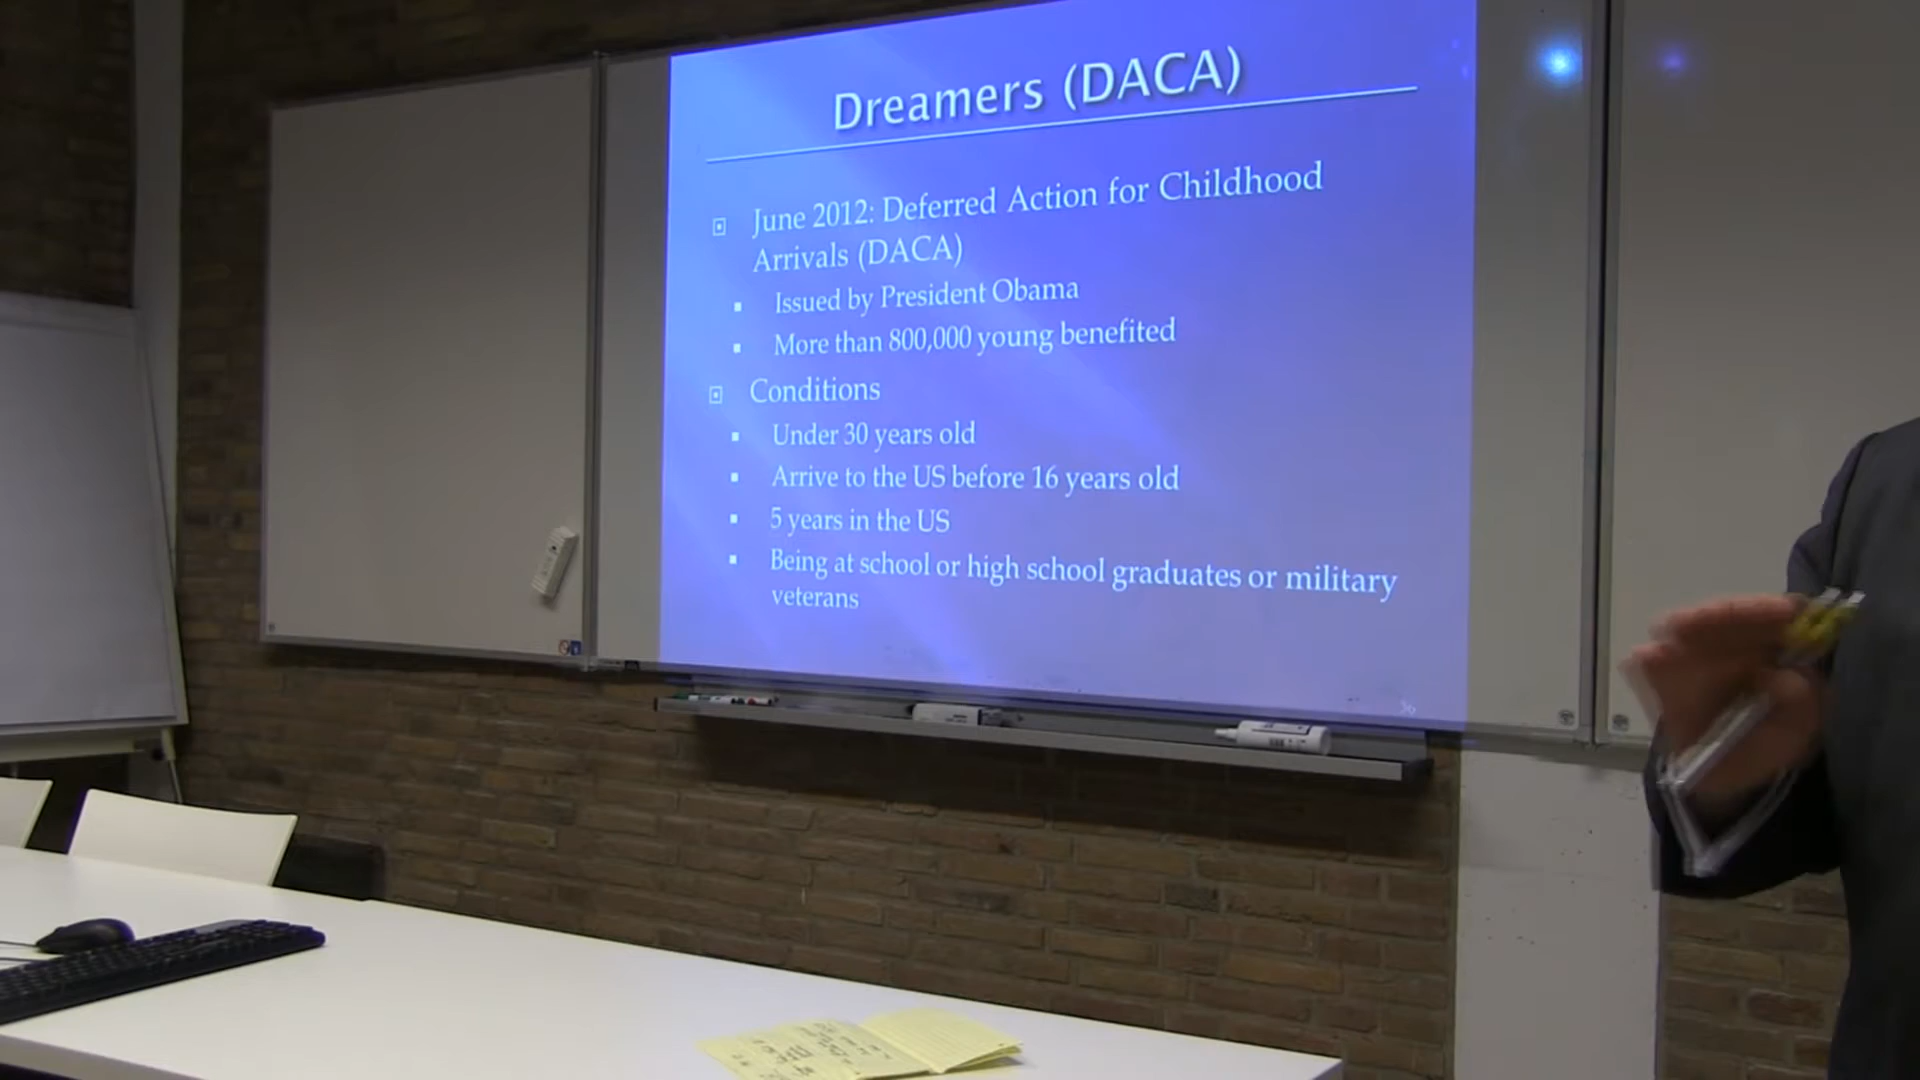 Dreamers (DACA)
June 2012: Deferred Action for Childhood
Arrivals (DACA)
Issued by President Obama
More than 800,000 young benefited
Conditions
Under 30 years old
Arrive to the US before 16 years old
5 years in the US
Being at school or high school graduates or military
veterans